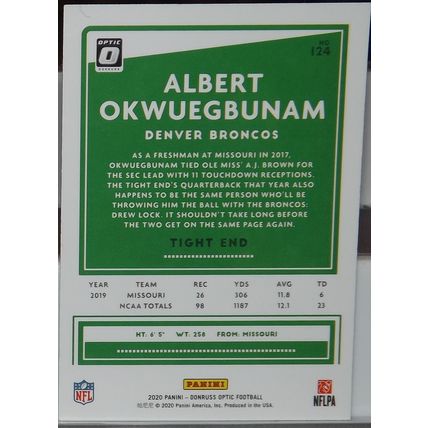 OPTIC
DONRUSS
NO
124
ALBERT
OKWUEGBUNAM
DENVER BRONCOS
AS A FRESHMAN AT MISSOURI IN 2017,
OKWUEGBUNAM TIED OLE MISS' A.J. BROWN FOR
THE SEC LEAD WITH 11 TOUCHDOWN RECEPTIONS.
THE TIGHT END'S QUARTERBACK THAT YEAR ALSO
HAPPENS TO BE THE SAME PERSON WHO'LL BE
THROWING HIM THE BALL WITH THE BRONCOS:
DREW LOCK. IT SHOULDN'T TAKE LONG BEFORE
THE TWO GET ON THE SAME PAGE AGAIN.
TIGHT END
YEAR TEAM REC YDS AVG TD
2019 MISSOURI 26 306 11.8 6
NCAA TOTALS 98 1187 12.1 23
HT: 6' 5" WT: 258 FROM: MISSOURI
NFL
PANINI
NFLPA
2020 PANINI - DONRUSS OPTIC FOOTBALL
© 2020 Panini America, Inc. Produced in the USA.